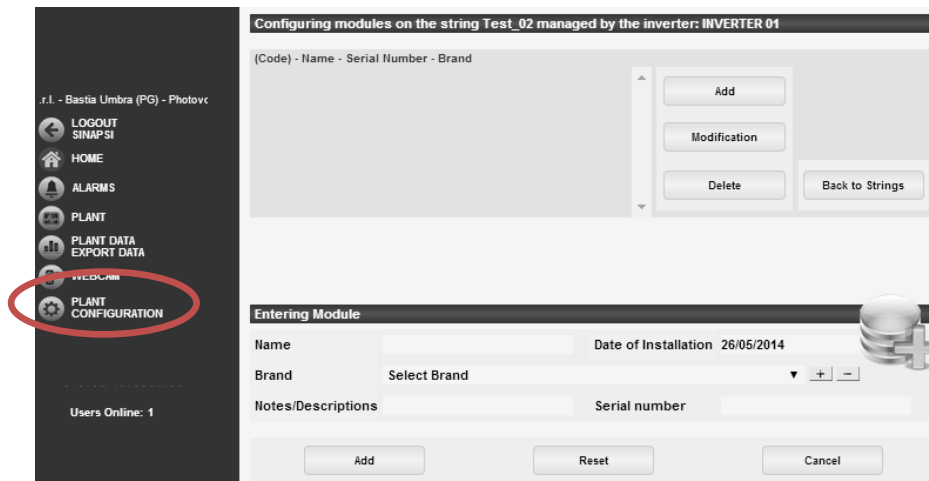 Configuring modules on the string Test_02 managed by the inverter: INVERTER 01
(Code) - Name - Serial Number - Brand
Add
Modification
Delete
Back to Strings
.r.l. - Bastia Umbra (PG) - Photovc
LOGOUT
SINAPSI
HOME
ALARMS
PLANT
PLANT DATA
EXPORT DATA
WEBCAM
PLANT
CONFIGURATION
Users Online: 1
Entering Module
Name
Date of Installation 26/05/2014
Brand Select Brand + −
Notes/Descriptions Serial number
Add Reset Cancel